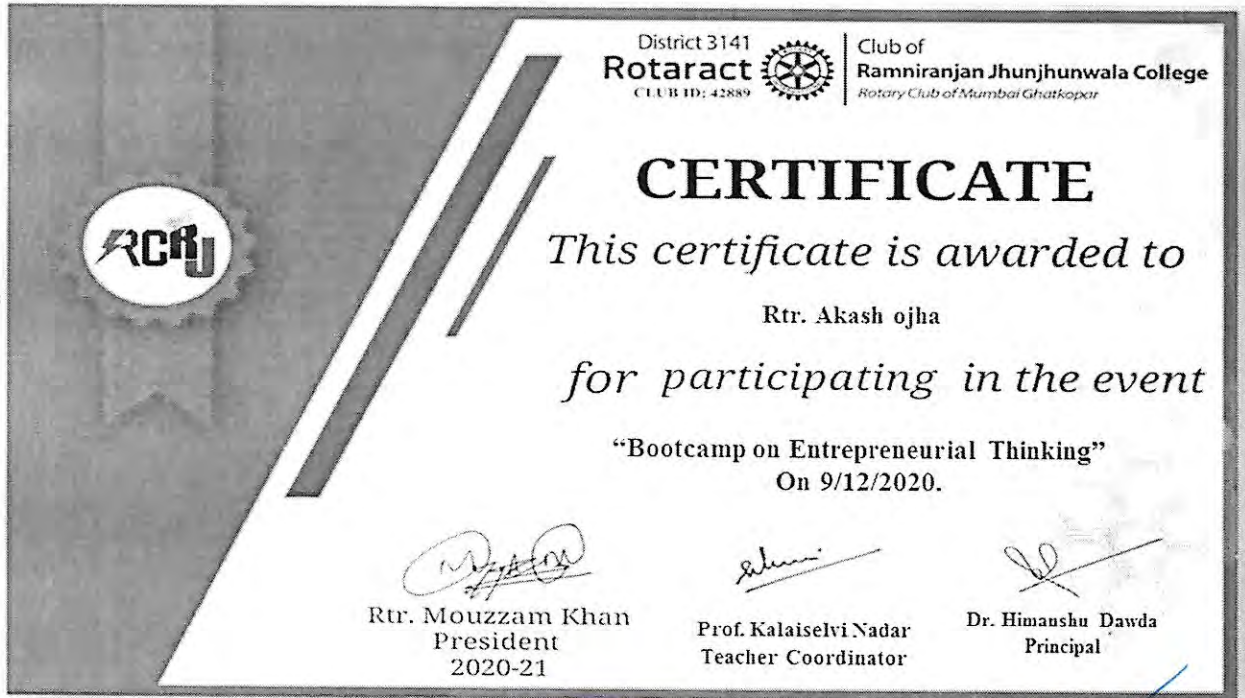 District 3141
Rotaract
CLUB ID: 42889
Club of
Ramniranjan Jhunjhunwala College
Rotary Club of Mumbai Ghatkopar
RCRJ
CERTIFICATE
This certificate is awarded to
Rtr. Akash ojha
for participating in the event
“Bootcamp on Entrepreneurial Thinking”
On 9/12/2020.
Rtr. Mouzzam Khan
President
2020-21
Prof. Kalaiselvi Nadar
Teacher Coordinator
Dr. Himanshu Dawda
Principal